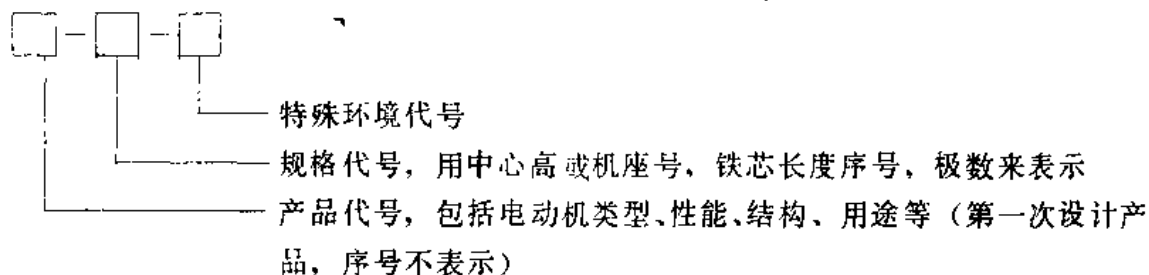 特殊环境代号
规格代号,用中心高或机座号、铁芯长度序号、极数来表示
产品代号,包括电动机类型、性能、结构、用途等(第一次设计产
品,序号不表示)